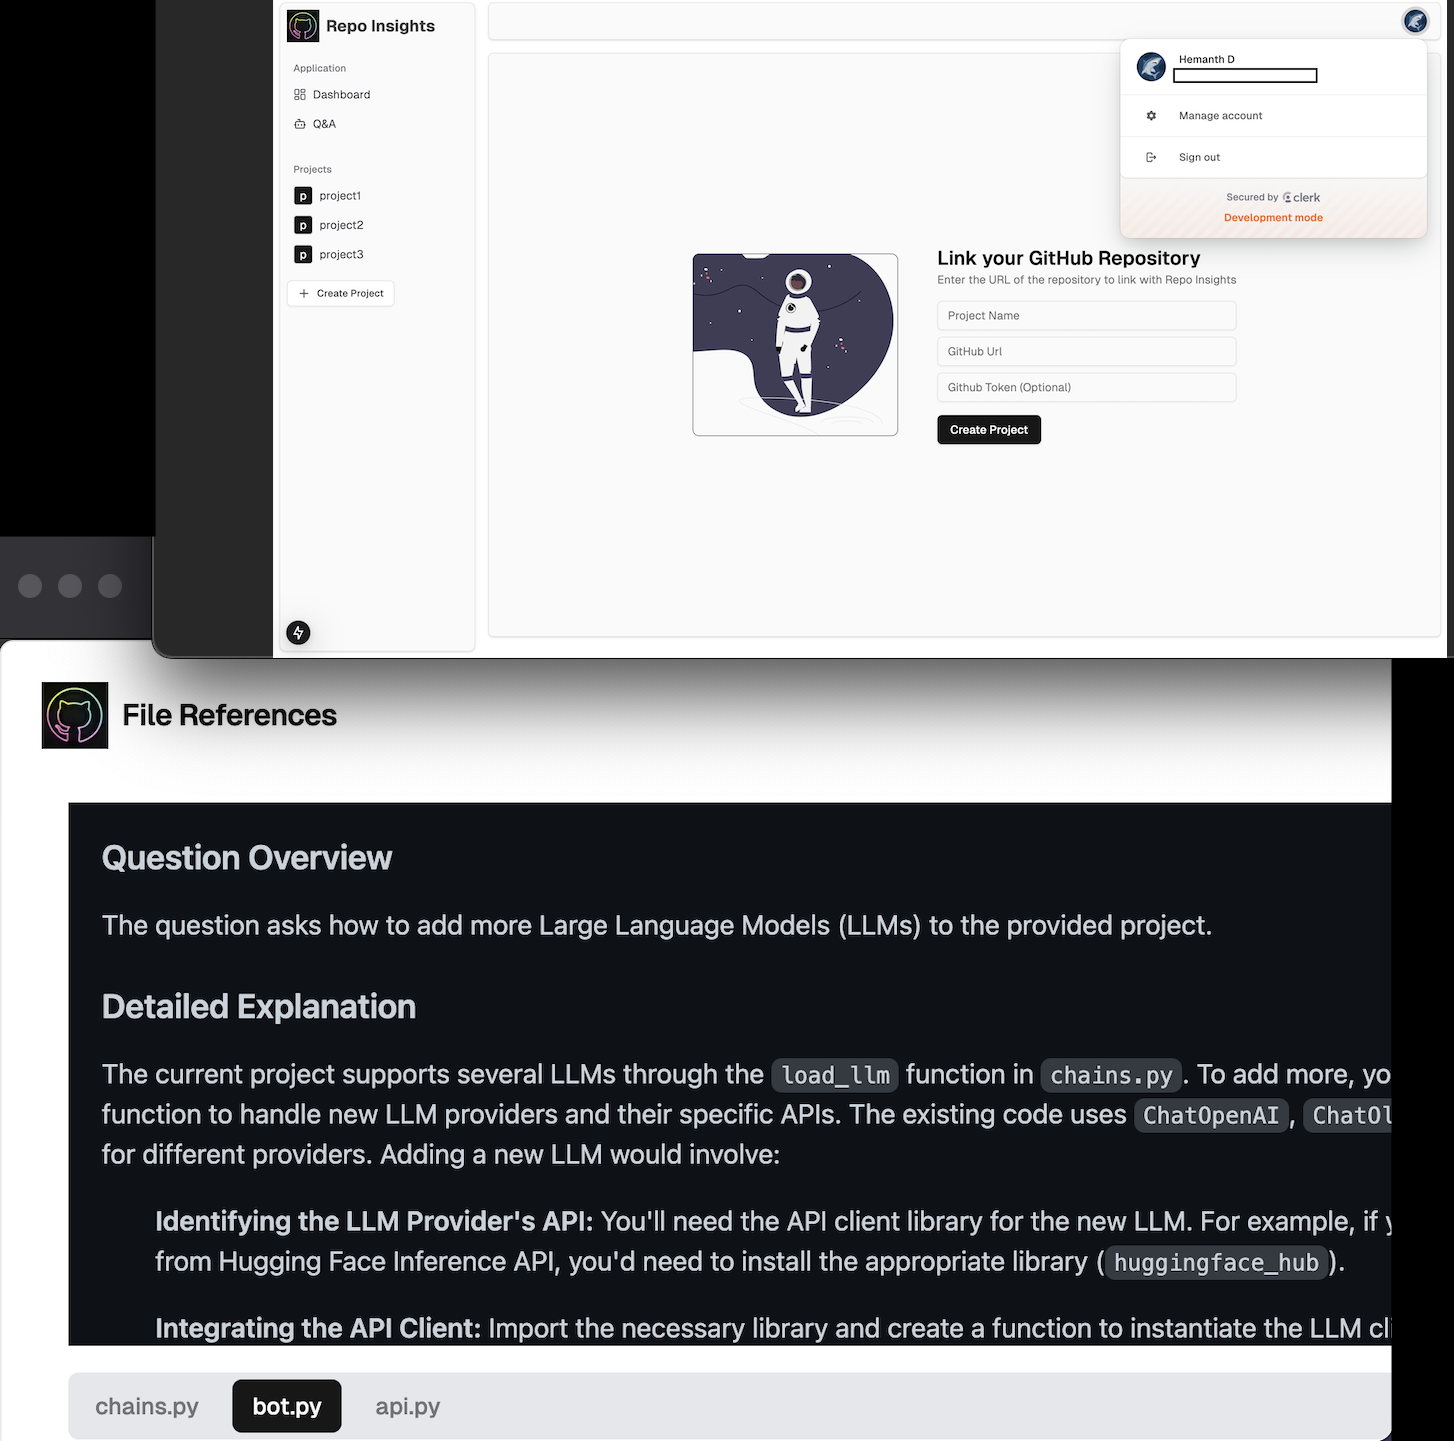 Repo Insights
Application
Dashboard
Q&A
Projects
p project1
p project2
p project3
+ Create Project
Hemanth D
Manage account
Sign out
Secured by clerk
Development mode
Link your GitHub Repository
Enter the URL of the repository to link with Repo Insights
Project Name
GitHub Url
Github Token (Optional)
Create Project
File References
Question Overview
The question asks how to add more Large Language Models (LLMs) to the provided project.
Detailed Explanation
The current project supports several LLMs through the load_llm function in chains.py. To add more, yo
function to handle new LLM providers and their specific APIs. The existing code uses ChatOpenAI, ChatOl
for different providers. Adding a new LLM would involve:
Identifying the LLM Provider's API: You'll need the API client library for the new LLM. For example, if y
from Hugging Face Inference API, you'd need to install the appropriate library (huggingface_hub).
Integrating the API Client: Import the necessary library and create a function to instantiate the LLM cli
chains.py bot.py api.py